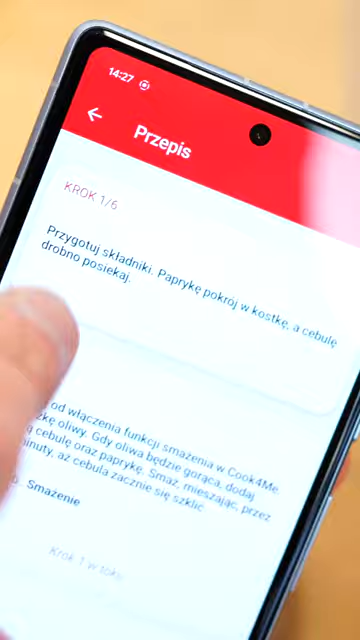 14:27
Przepis
KROK 1/6
Przygotuj składniki. Paprykę pokrój w kostkę, a cebulę
drobno posiekaj.
od włączenia funkcji smażenia w Cook4Me.
oliwy. Gdy oliwa będzie gorąca, dodaj
cebulę oraz paprykę. Smaż, mieszając, przez
aż cebula zacznie się szklić.
Smażenie
Krok 1 w toku